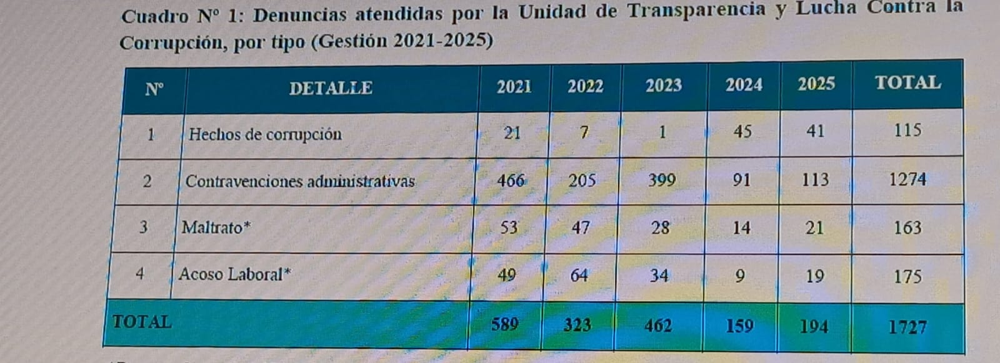 Cuadro Nº 1: Denuncias atendidas por la Unidad de Transparencia y Lucha Contra la
Corrupción, por tipo (Gestión 2021-2025)
Nº DETALLE 2021 2022 2023 2024 2025 TOTAL
1 Hechos de corrupción 21 7 1 45 41 115
2 Contravenciones administrativas 466 205 399 91 113 1274
3 Maltrato* 53 47 28 14 21 163
4 Acoso Laboral* 49 64 34 9 19 175
TOTAL 589 323 462 159 194 1727